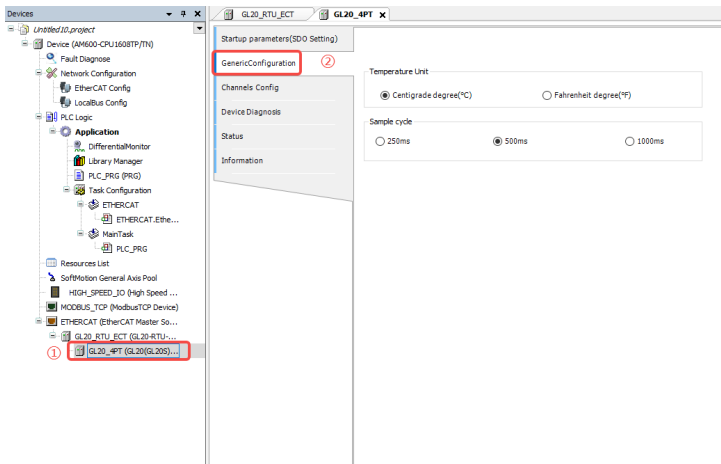 Devices
Untitled10.project
Device (AM600-CPU1608TP/TN)
Fault Diagnose
Network Configuration
EtherCAT Config
LocalBus Config
PLC Logic
Application
DifferentialMonitor
Library Manager
PLC_PRG (PRG)
Task Configuration
ETHERCAT
ETHERCAT.Ethe...
MainTask
PLC_PRG
Resources List
SoftMotion General Axis Pool
HIGH_SPEED_IO (High Speed ...
MODBUS_TCP (ModbusTCP Device)
ETHERCAT (EtherCAT Master So...
GL20_RTU_ECT (GL20-RTU-...
① GL20_4PT (GL20(GL20S)...
GL20_RTU_ECT
GL20_4PT
Startup parameters(SDO Setting)
GenericConfiguration ②
Channels Config
Device Diagnosis
Status
Information
Temperature Unit
Centigrade degree(°C) Fahrenheit degree(°F)
Sample cycle
250ms 500ms 1000ms